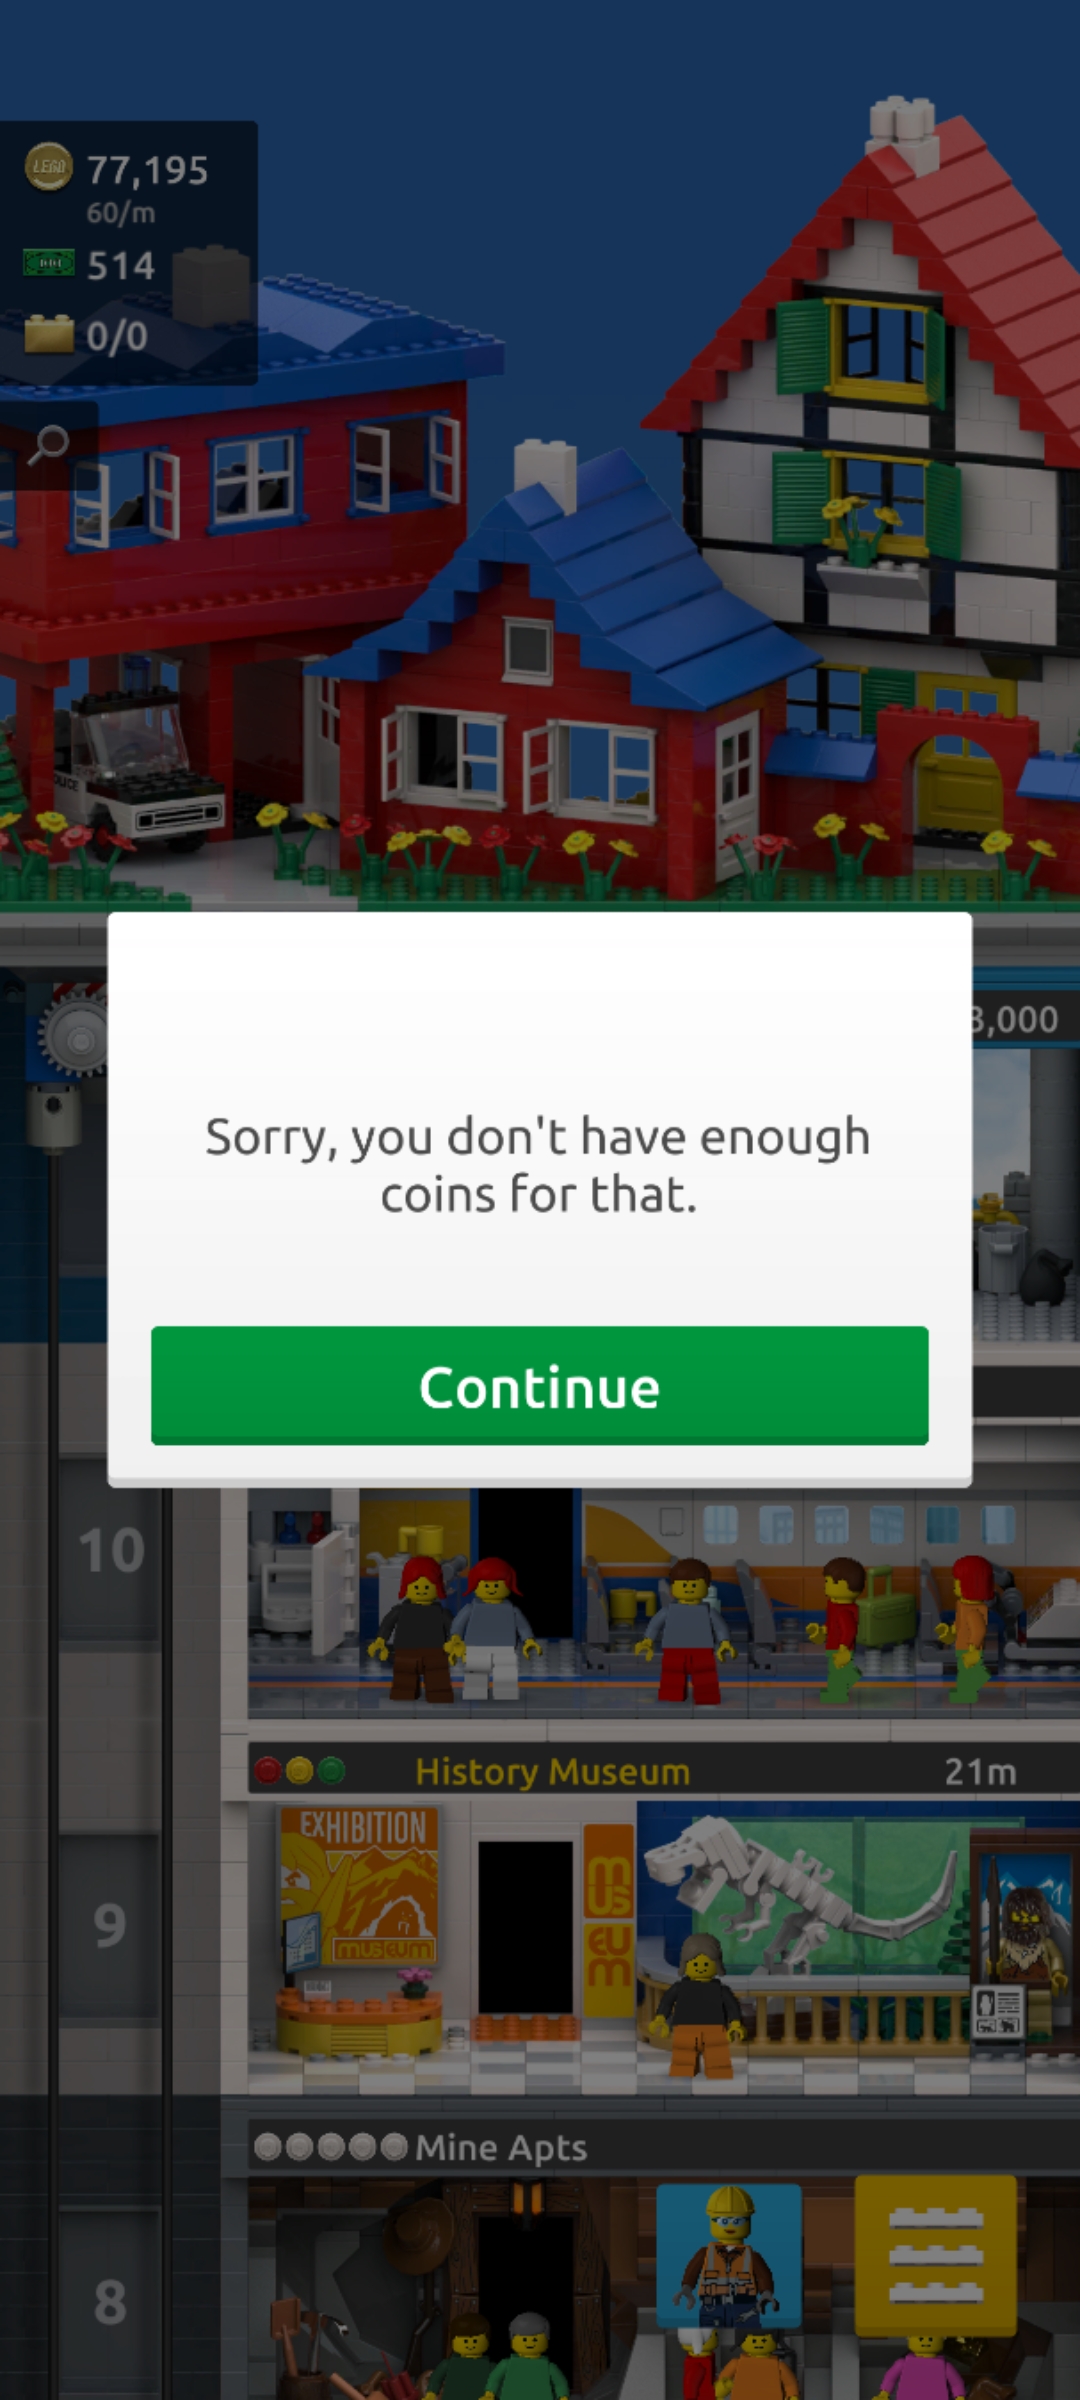 LEGO 77,195
60/m
514
0/0
3,000
POLICE
Sorry, you don't have enough
coins for that.
Continue
10
History Museum 21m
EXHIBITION
MUSEUM
MUSEUM
9
Mine Apts
8